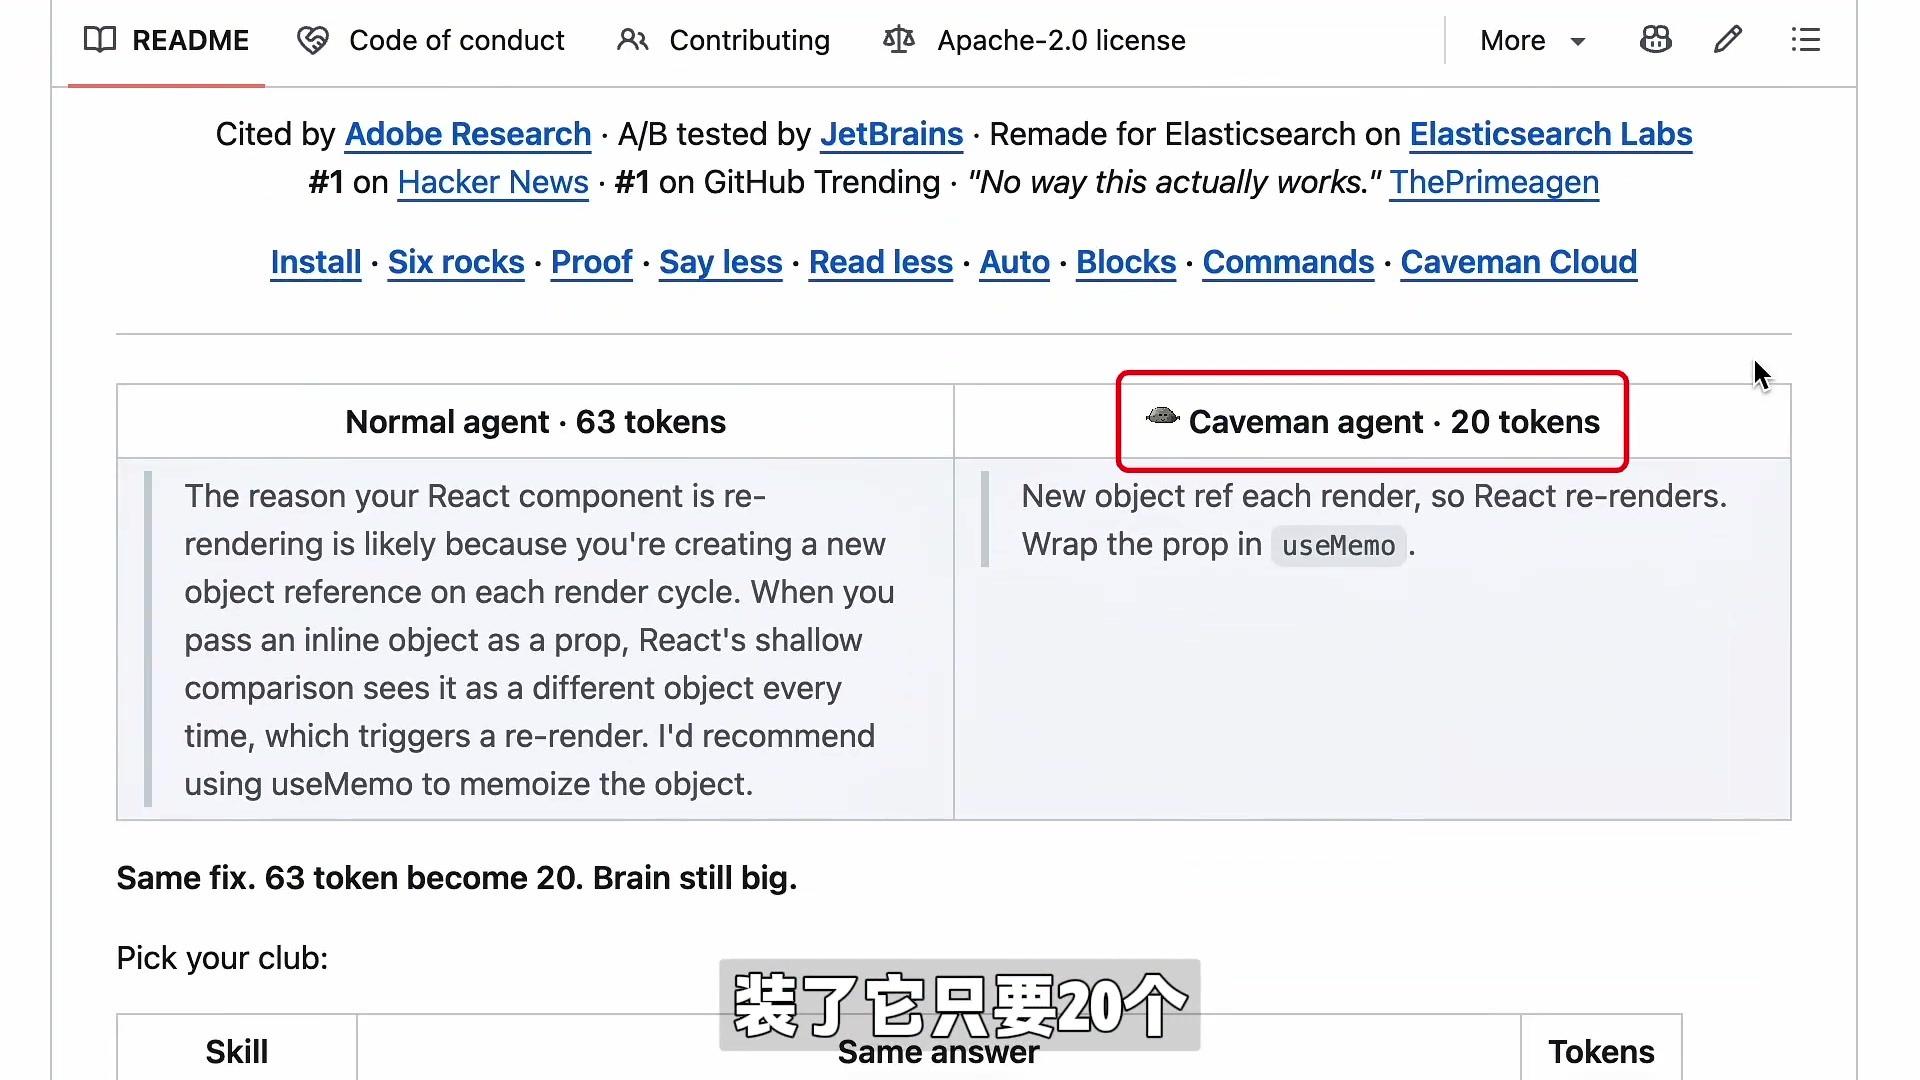 README Code of conduct Contributing Apache-2.0 license More
Cited by Adobe Research · A/B tested by JetBrains · Remade for Elasticsearch on Elasticsearch Labs
#1 on Hacker News · #1 on GitHub Trending · "No way this actually works." ThePrimeagen
Install · Six rocks · Proof · Say less · Read less · Auto · Blocks · Commands · Caveman Cloud
Normal agent · 63 tokens
The reason your React component is re-
rendering is likely because you're creating a new
object reference on each render cycle. When you
pass an inline object as a prop, React's shallow
comparison sees it as a different object every
time, which triggers a re-render. I'd recommend
using useMemo to memoize the object.
Caveman agent · 20 tokens
New object ref each render, so React re-renders.
Wrap the prop in useMemo .
Same fix. 63 token become 20. Brain still big.
Pick your club:
装了它只要20个
Skill Same answer Tokens